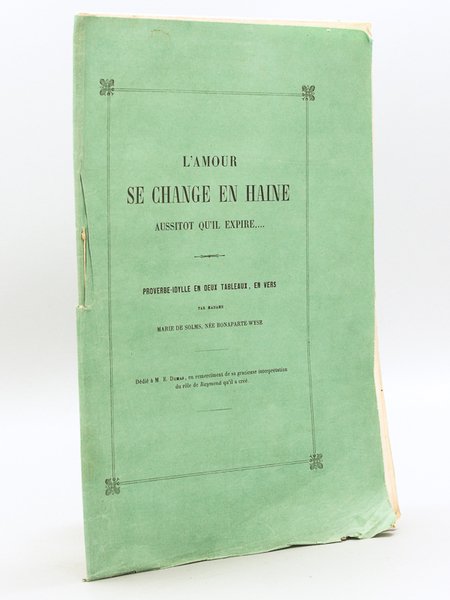 L'AMOUR
SE CHANGE EN HAINE
AUSSITOT QU'IL EXPIRE....
PROVERBE-IDYLLE EN DEUX TABLEAUX, EN VERS
PAR MADAME
MARIE DE SOLMS, NÉE BONAPARTE-WYSE
Dédié à M. E. DUMAS, en remerciment de sa gracieuse interprétation
du rôle de Raymond qu'il a créé.